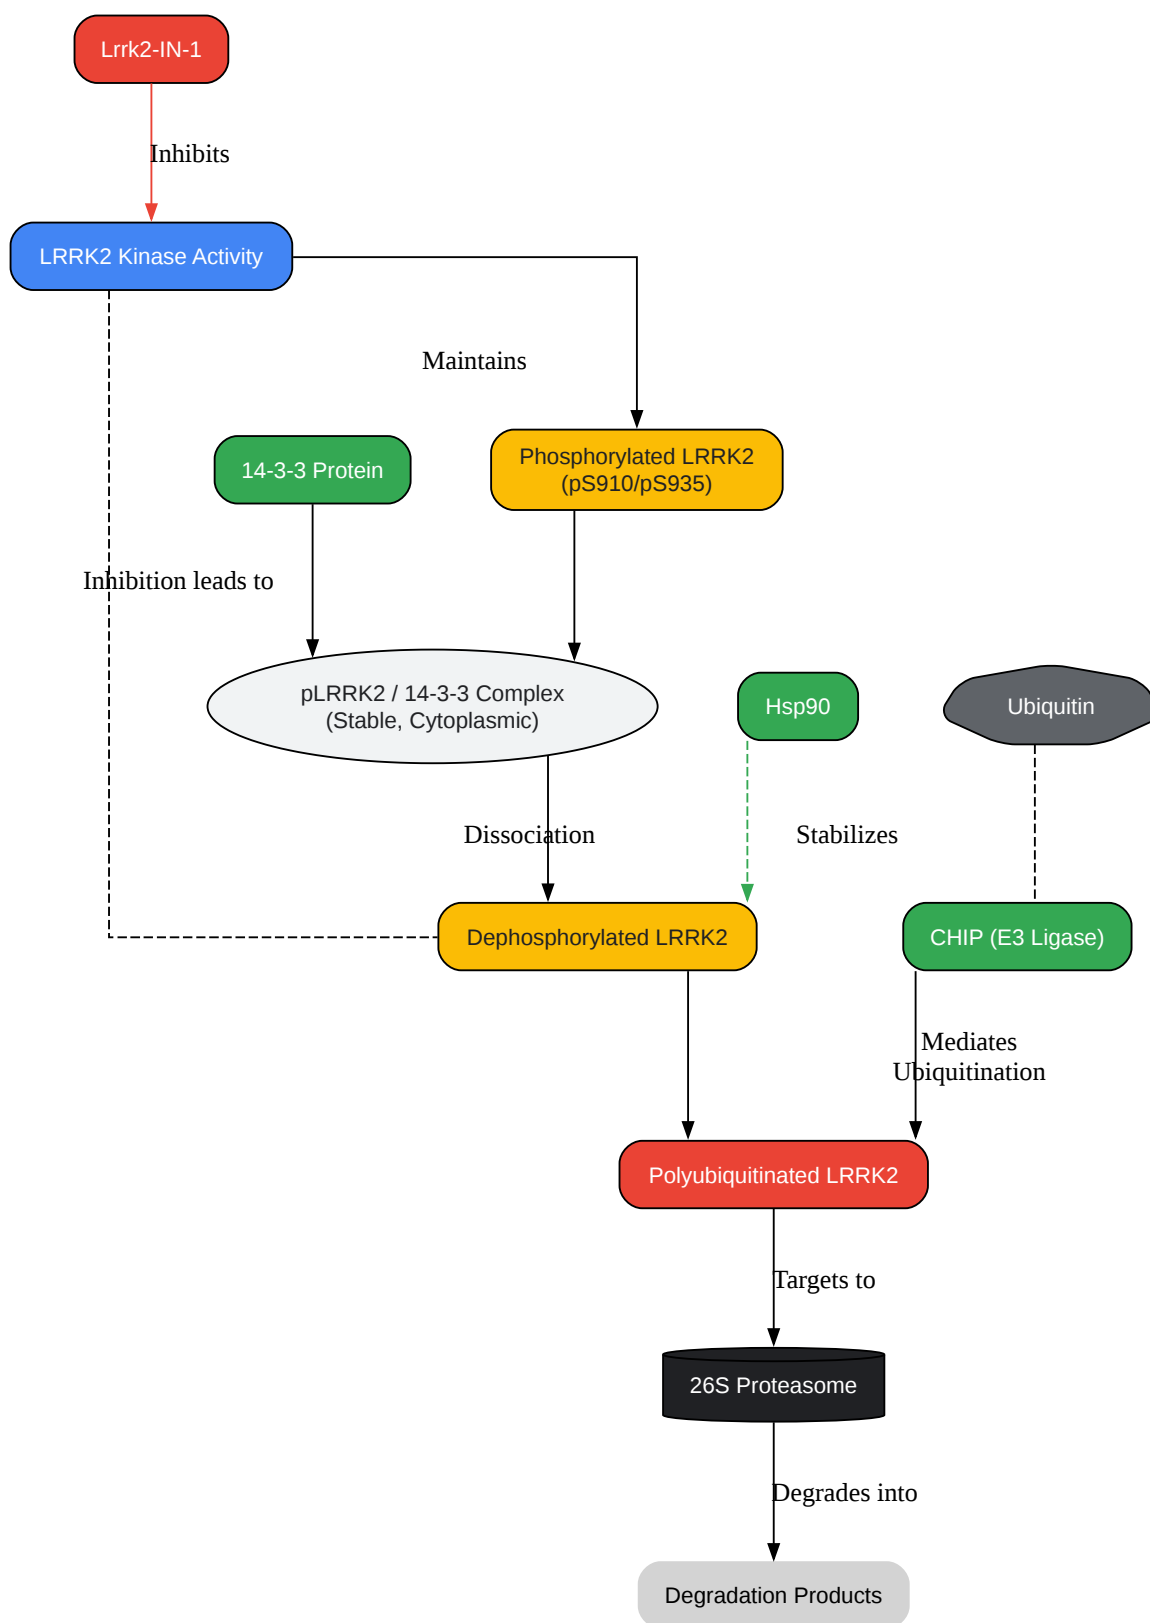 Lrrk2-IN-1
Inhibits
LRRK2 Kinase Activity
Maintains
14-3-3 Protein
Phosphorylated LRRK2
(pS910/pS935)
Inhibition leads to
pLRRK2 / 14-3-3 Complex
(Stable, Cytoplasmic)
Hsp90
Ubiquitin
Dissociation
Stabilizes
Dephosphorylated LRRK2
CHIP (E3 Ligase)
Mediates
Ubiquitination
Polyubiquitinated LRRK2
Targets to
26S Proteasome
Degrades into
Degradation Products